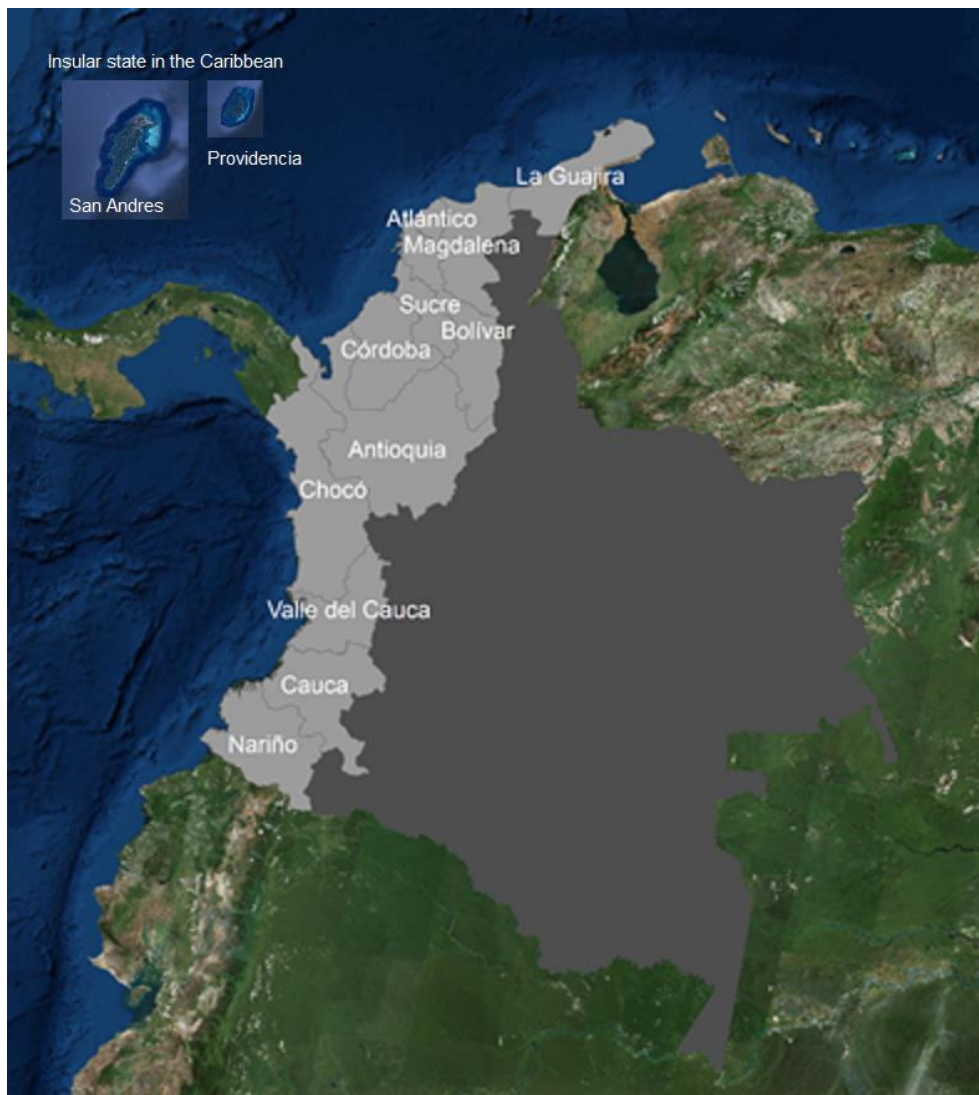 Insular state in the Caribbean
Providencia
San Andres
La Guajira
Atlántico
Magdalena
Sucre
Bolívar
Córdoba
Antioquia
Chocó
Valle del Cauca
Cauca
Nariño